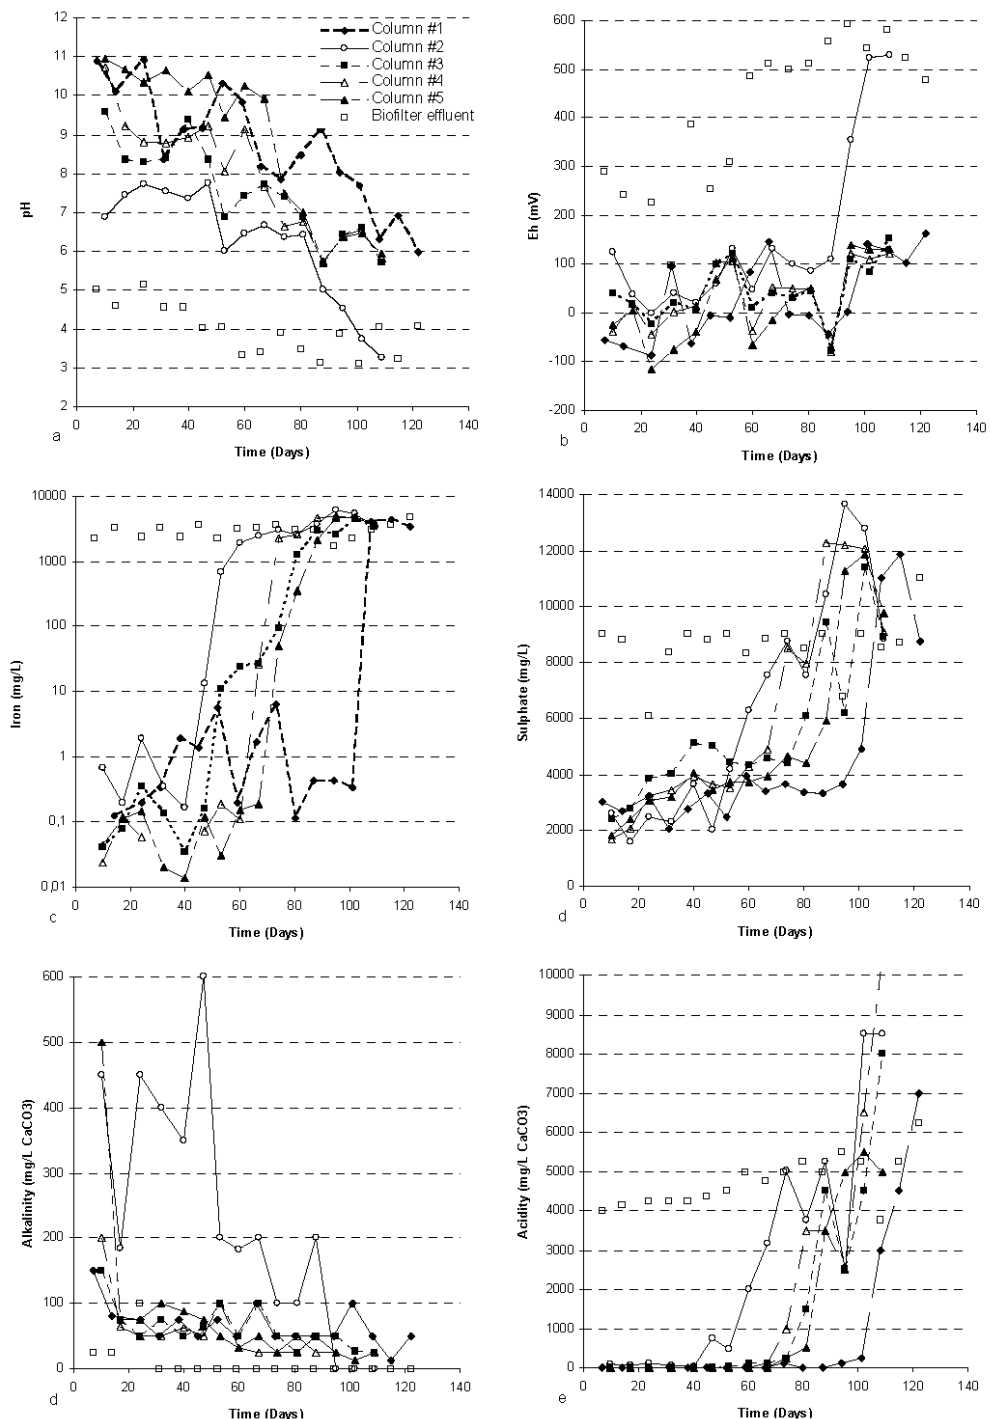 12
11
10
9
8
7
6
5
4
3
2
pH
0 20 40 60 80 100 120 140
Time (Days)
a
Column #1
Column #2
Column #3
Column #4
Column #5
Biofilter effluent
600
500
400
300
200
100
0
-100
-200
Eh (mV)
0 20 40 60 80 100 120 140
Time (Days)
b
10000
1000
100
10
1
0,1
0,01
Iron (mg/L)
0 20 40 60 80 100 120 140
Time (Days)
c
14000
12000
10000
8000
6000
4000
2000
0
Sulphate (mg/L)
0 20 40 60 80 100 120 140
Time (Days)
d
600
500
400
300
200
100
0
Alkalinity (mg/L CaCO3)
0 20 40 60 80 100 120 140
Time (Days)
d
10000
9000
8000
7000
6000
5000
4000
3000
2000
1000
0
Acidity (mg/L CaCO3)
0 20 40 60 80 100 120 140
Time (Days)
e